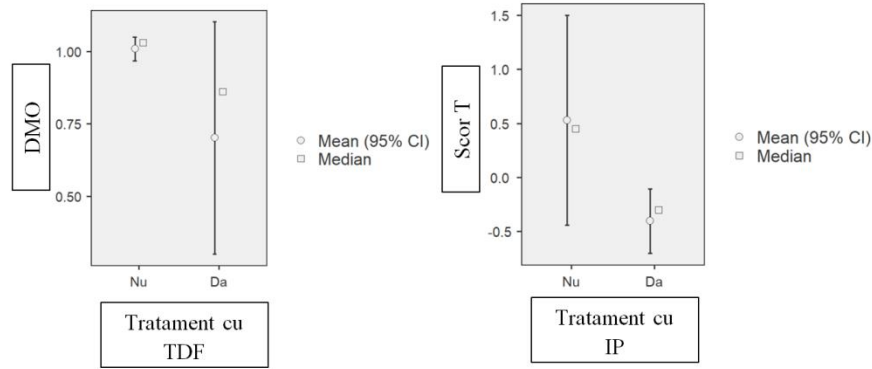 DMO
1.00
0.75
0.50
Nu
Da
Tratament cu
TDF
Mean (95% CI)
Median
Scor T
1.5
1.0
0.5
0.0
-0.5
Nu
Da
Tratament cu
IP
Mean (95% CI)
Median